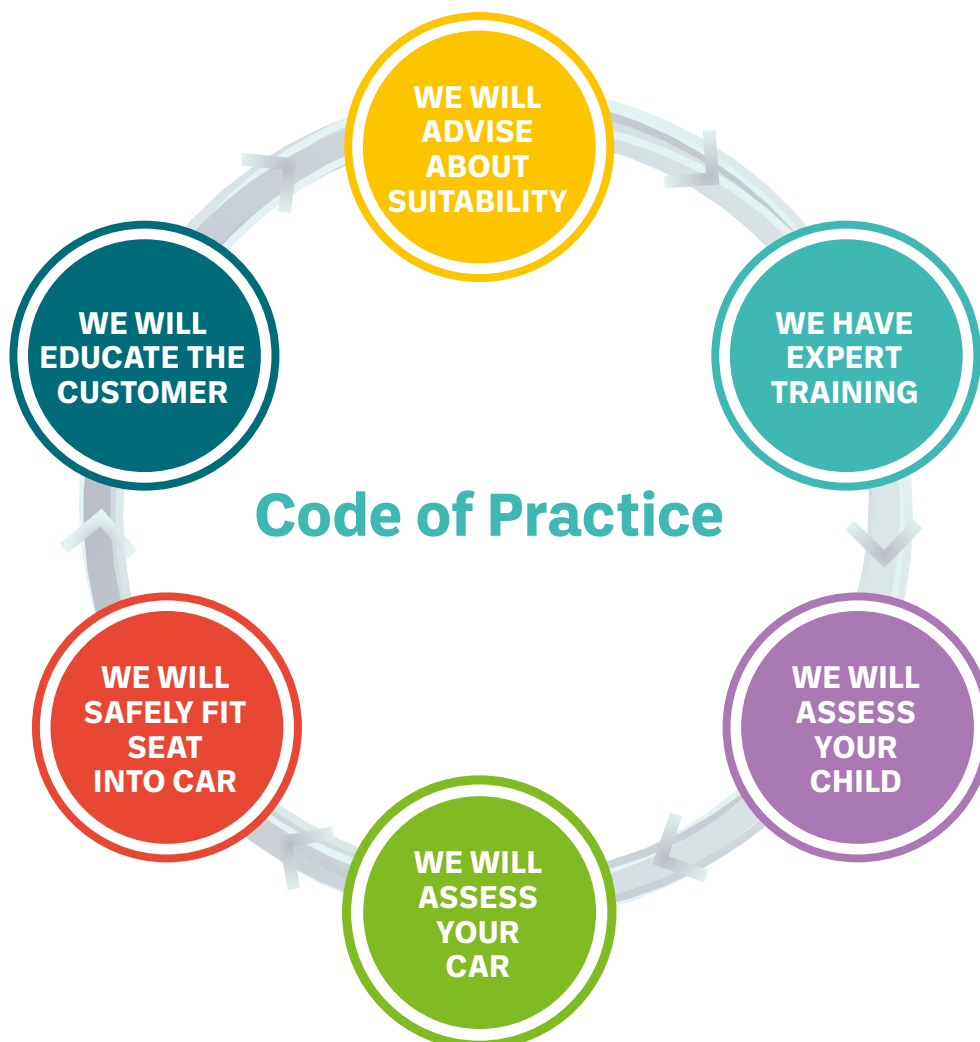 WE WILL
ADVISE
ABOUT
SUITABILITY
WE HAVE
EXPERT
TRAINING
WE WILL
ASSESS
YOUR
CHILD
WE WILL
ASSESS
YOUR
CAR
WE WILL
SAFELY FIT
SEAT
INTO CAR
WE WILL
EDUCATE THE
CUSTOMER
Code of Practice